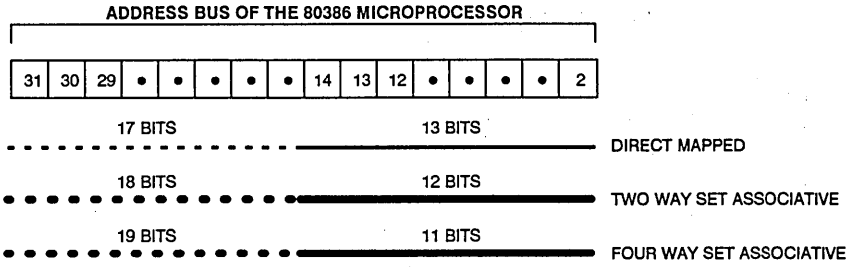 ADDRESS BUS OF THE 80386 MICROPROCESSOR
31 30 29 • • • • • 14 13 12 • • • • 2
17 BITS 13 BITS
DIRECT MAPPED
18 BITS 12 BITS
TWO WAY SET ASSOCIATIVE
19 BITS 11 BITS
FOUR WAY SET ASSOCIATIVE